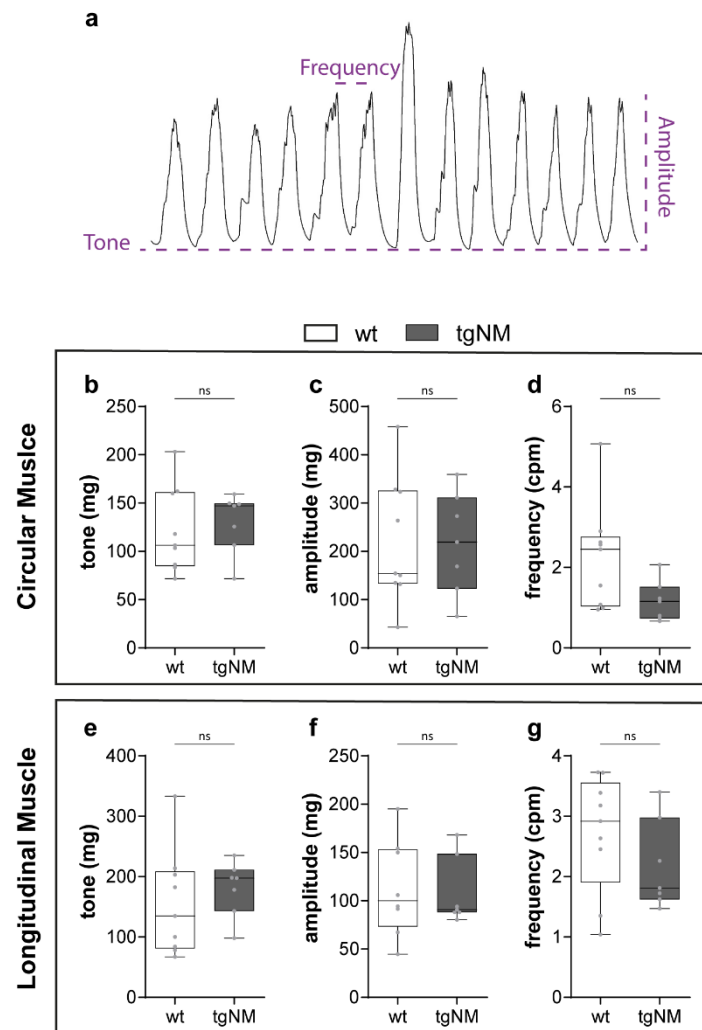 a
Frequency
Amplitude
Tone
wt tgNM
Circular Muslce
b
ns
tone (mg)
250
200
150
100
50
0
wt tgNM
c
ns
amplitude (mg)
500
400
300
200
100
0
wt tgNM
d
ns
frequency (cpm)
6
4
2
0
wt tgNM
Longitudinal Muscle
e
ns
tone (mg)
400
300
200
100
0
wt tgNM
f
ns
amplitude (mg)
250
200
150
100
50
0
wt tgNM
g
ns
frequency (cpm)
4
3
2
1
0
wt tgNM